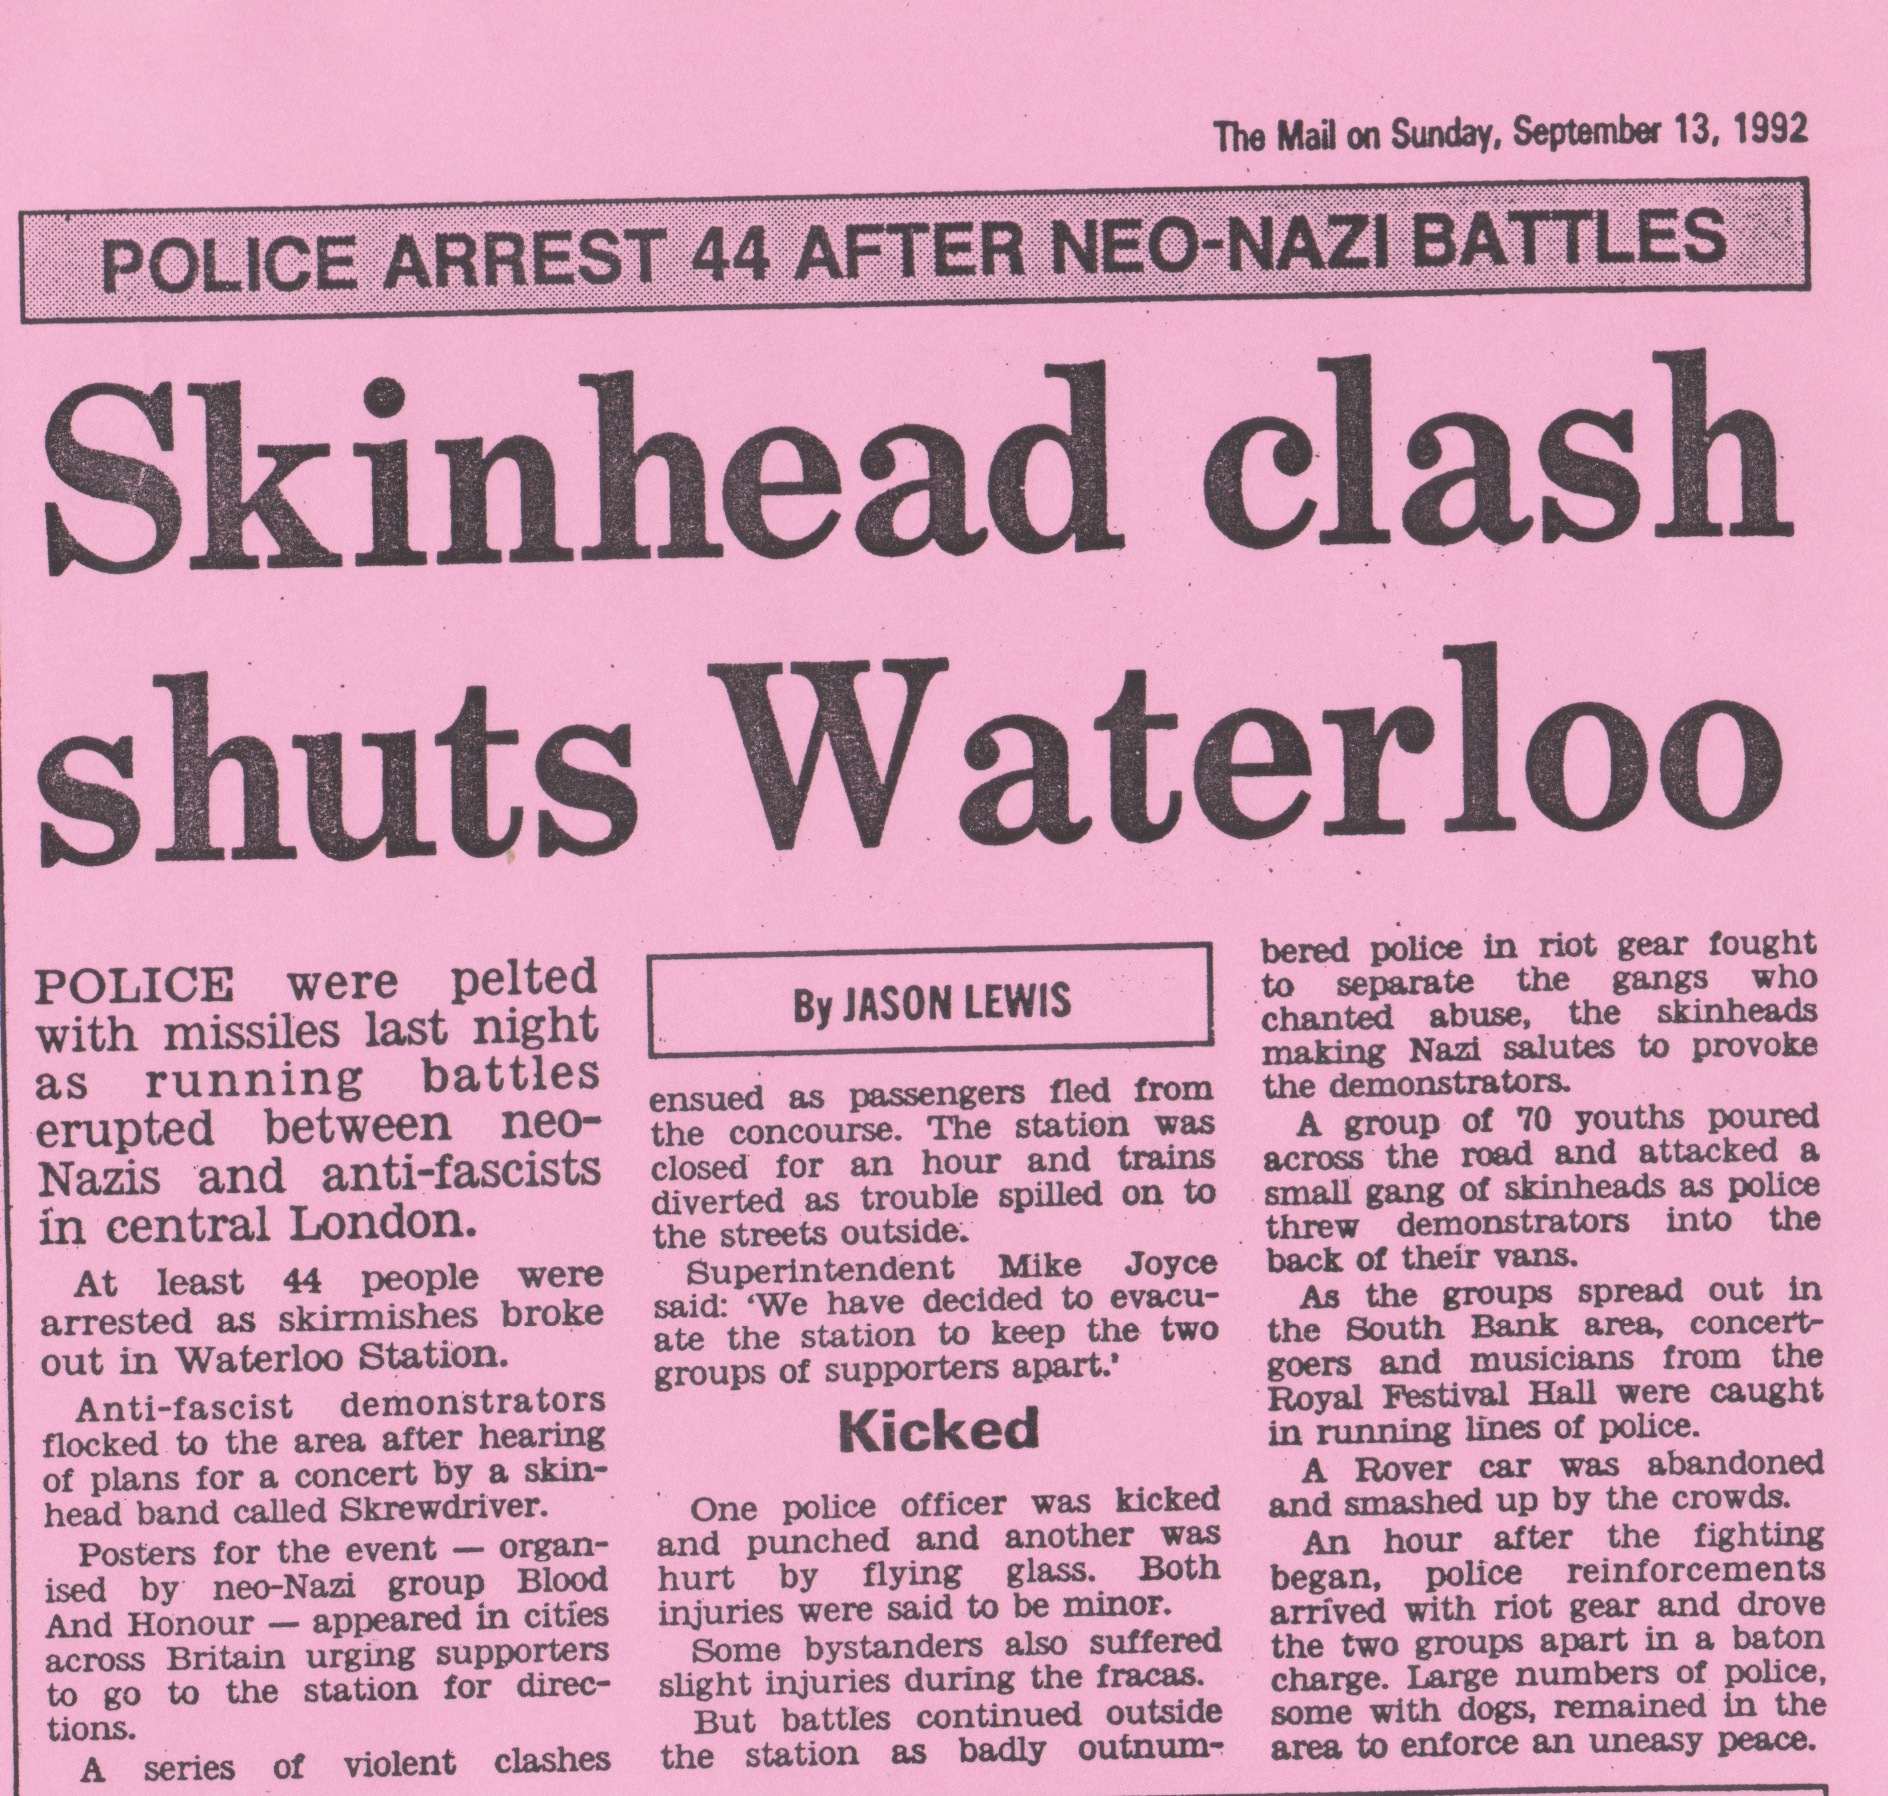 The Mail on Sunday, September 13, 1992
POLICE ARREST 44 AFTER NEO-NAZI BATTLES
Skinhead clash
shuts Waterloo
POLICE were pelted
with missiles last night
as running battles
erupted between neo-
Nazis and anti-fascists
in central London.
At least 44 people were
arrested as skirmishes broke
out in Waterloo Station.
Anti-fascist demonstrators
flocked to the area after hearing
of plans for a concert by a skin-
head band called Skrewdriver.
Posters for the event — organ-
ised by neo-Nazi group Blood
And Honour — appeared in cities
across Britain urging supporters
to go to the station for direc-
tions.
A series of violent clashes
By JASON LEWIS
ensued as passengers fled from
the concourse. The station was
closed for an hour and trains
diverted as trouble spilled on to
the streets outside.
Superintendent Mike Joyce
said: ‘We have decided to evacu-
ate the station to keep the two
groups of supporters apart.’
Kicked
One police officer was kicked
and punched and another was
hurt by flying glass. Both
injuries were said to be minor.
Some bystanders also suffered
slight injuries during the fracas.
But battles continued outside
the station as badly outnum-
bered police in riot gear fought
to separate the gangs who
chanted abuse, the skinheads
making Nazi salutes to provoke
the demonstrators.
A group of 70 youths poured
across the road and attacked a
small gang of skinheads as police
threw demonstrators into the
back of their vans.
As the groups spread out in
the South Bank area, concert-
goers and musicians from the
Royal Festival Hall were caught
in running lines of police.
A Rover car was abandoned
and smashed up by the crowds.
An hour after the fighting
began, police reinforcements
arrived with riot gear and drove
the two groups apart in a baton
charge. Large numbers of police,
some with dogs, remained in the
area to enforce an uneasy peace.